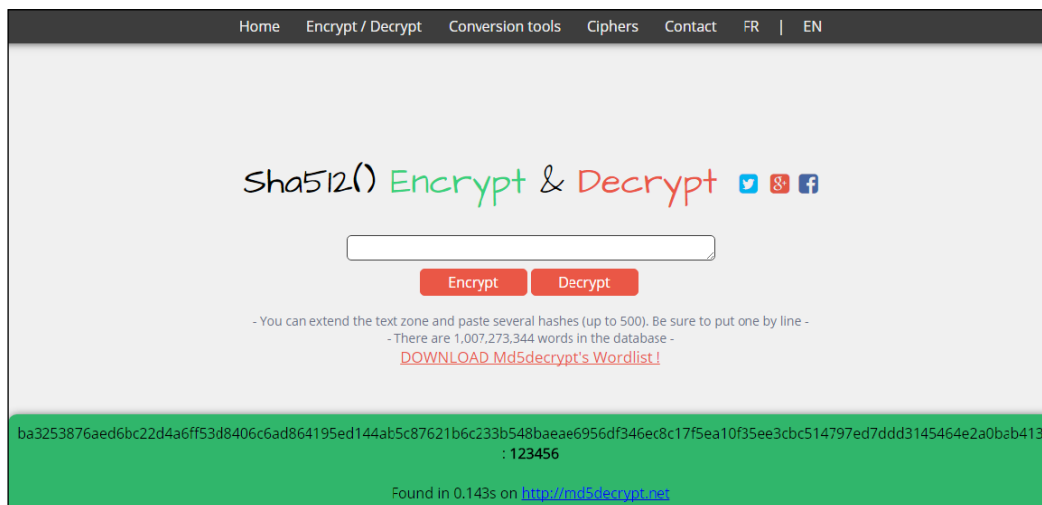 Home Encrypt / Decrypt Conversion tools Ciphers Contact FR | EN
Sha512() Encrypt & Decrypt
Encrypt Decrypt
- You can extend the text zone and paste several hashes (up to 500). Be sure to put one by line -
- There are 1,007,273,344 words in the database -
DOWNLOAD Md5decrypt's Wordlist !
ba3253876aed6bc22d4a6ff53d8406c6ad864195ed144ab5c87621b6c233b548baeae6956df346ec8c17f5ea10f35ee3cbc514797ed7ddd3145464e2a0bab413
: 123456
Found in 0.143s on http://md5decrypt.net